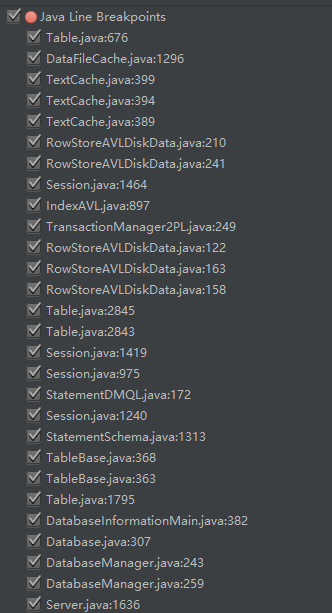 Java Line Breakpoints
Table.java:676
DataFileCache.java:1296
TextCache.java:399
TextCache.java:394
TextCache.java:389
RowStoreAVLDiskData.java:210
RowStoreAVLDiskData.java:241
Session.java:1464
IndexAVL.java:897
TransactionManager2PL.java:249
RowStoreAVLDiskData.java:122
RowStoreAVLDiskData.java:163
RowStoreAVLDiskData.java:158
Table.java:2845
Table.java:2843
Session.java:1419
Session.java:975
StatementDMQL.java:172
Session.java:1240
StatementSchema.java:1313
TableBase.java:368
TableBase.java:363
Table.java:1795
DatabaseInformationMain.java:382
Database.java:307
DatabaseManager.java:243
DatabaseManager.java:259
Server.java:1636